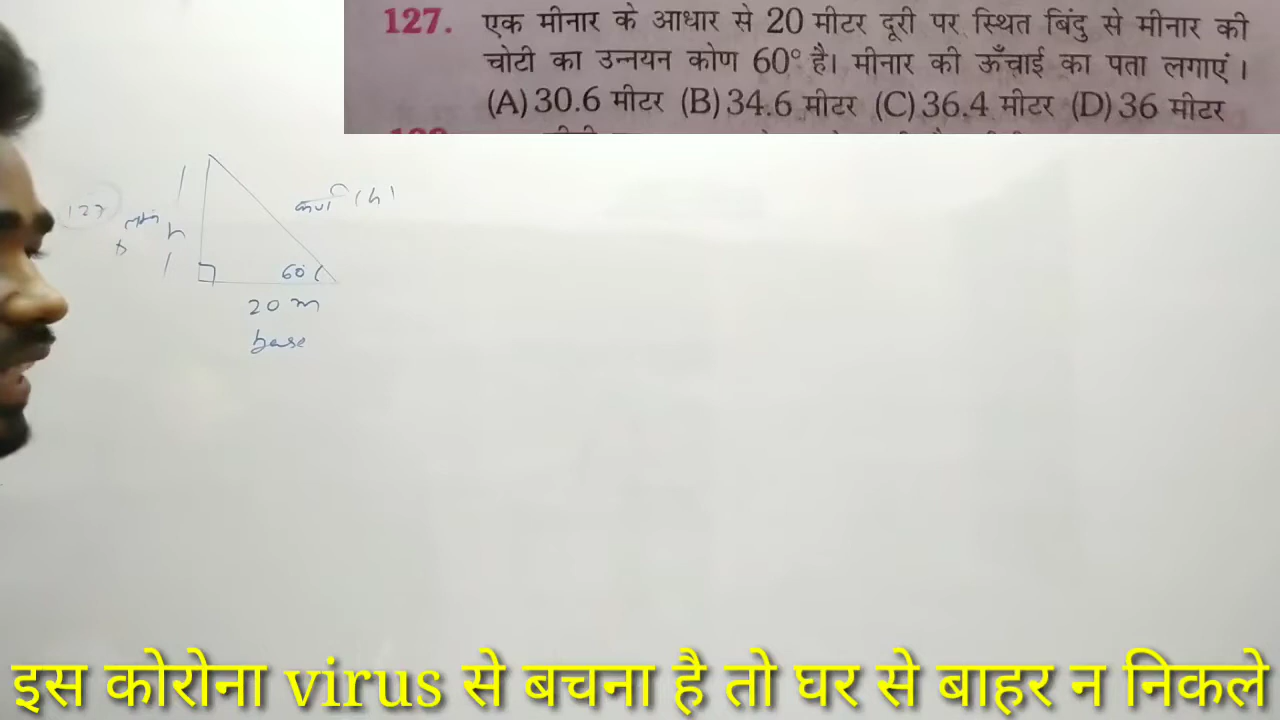 127. एक मीनार के आधार से 20 मीटर दूरी पर स्थित बिंदु से मीनार की
चोटी का उन्नयन कोण 60° है। मीनार की ऊँचाई का पता लगाएं।
(A) 30.6 मीटर (B) 34.6 मीटर (C) 36.4 मीटर (D) 36 मीटर
127
कर्ण (h)
h
60°
20 m
base
इस कोरोना virus से बचना है तो घर से बाहर न निकले